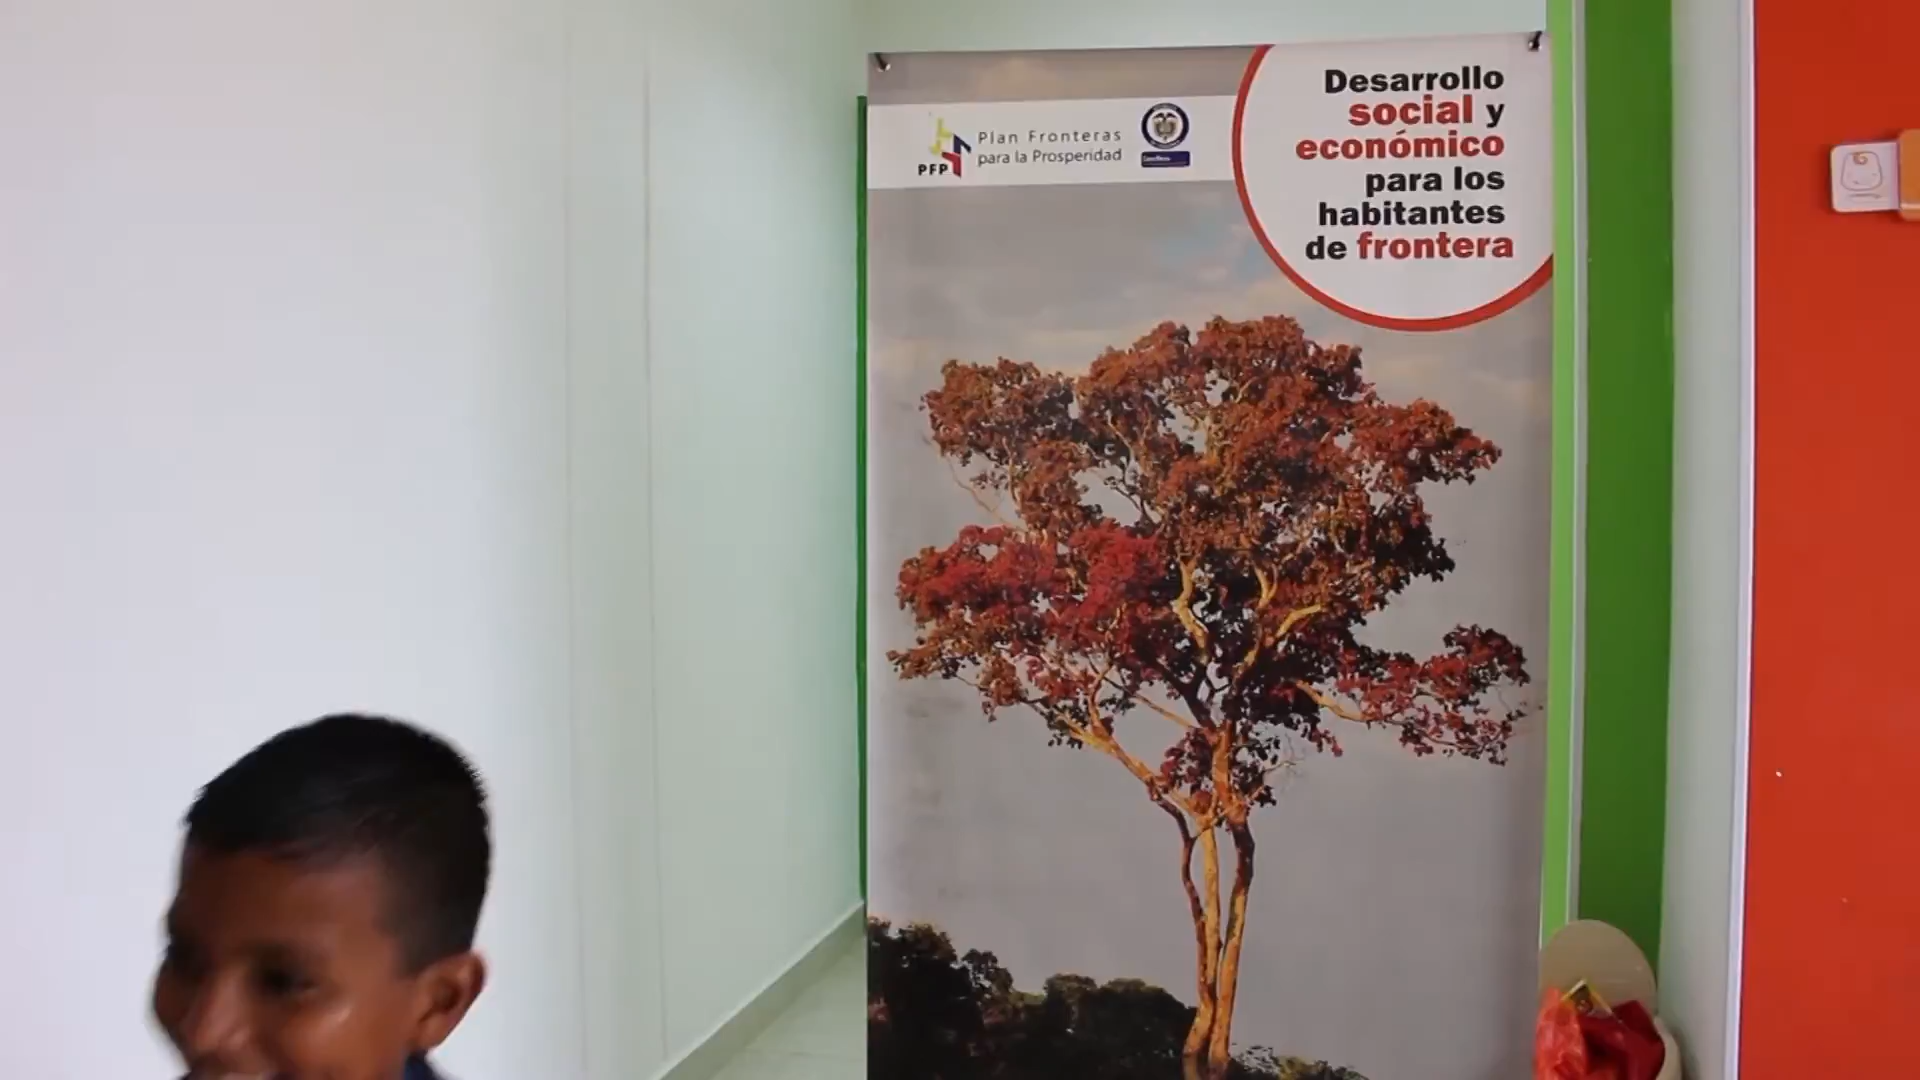 Desarrollo
social y
económico
para los
habitantes
de frontera
PFP
Plan Fronteras
para la Prosperidad